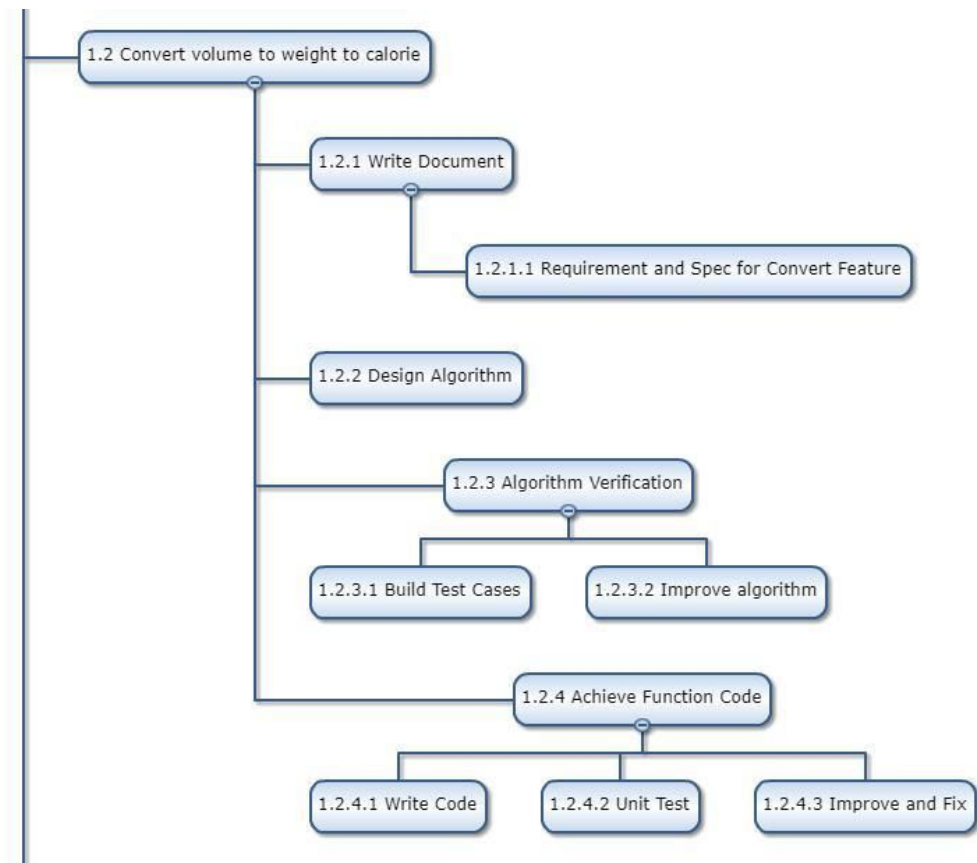 1.2 Convert volume to weight to calorie
1.2.1 Write Document
1.2.1.1 Requirement and Spec for Convert Feature
1.2.2 Design Algorithm
1.2.3 Algorithm Verification
1.2.3.1 Build Test Cases
1.2.3.2 Improve algorithm
1.2.4 Achieve Function Code
1.2.4.1 Write Code
1.2.4.2 Unit Test
1.2.4.3 Improve and Fix